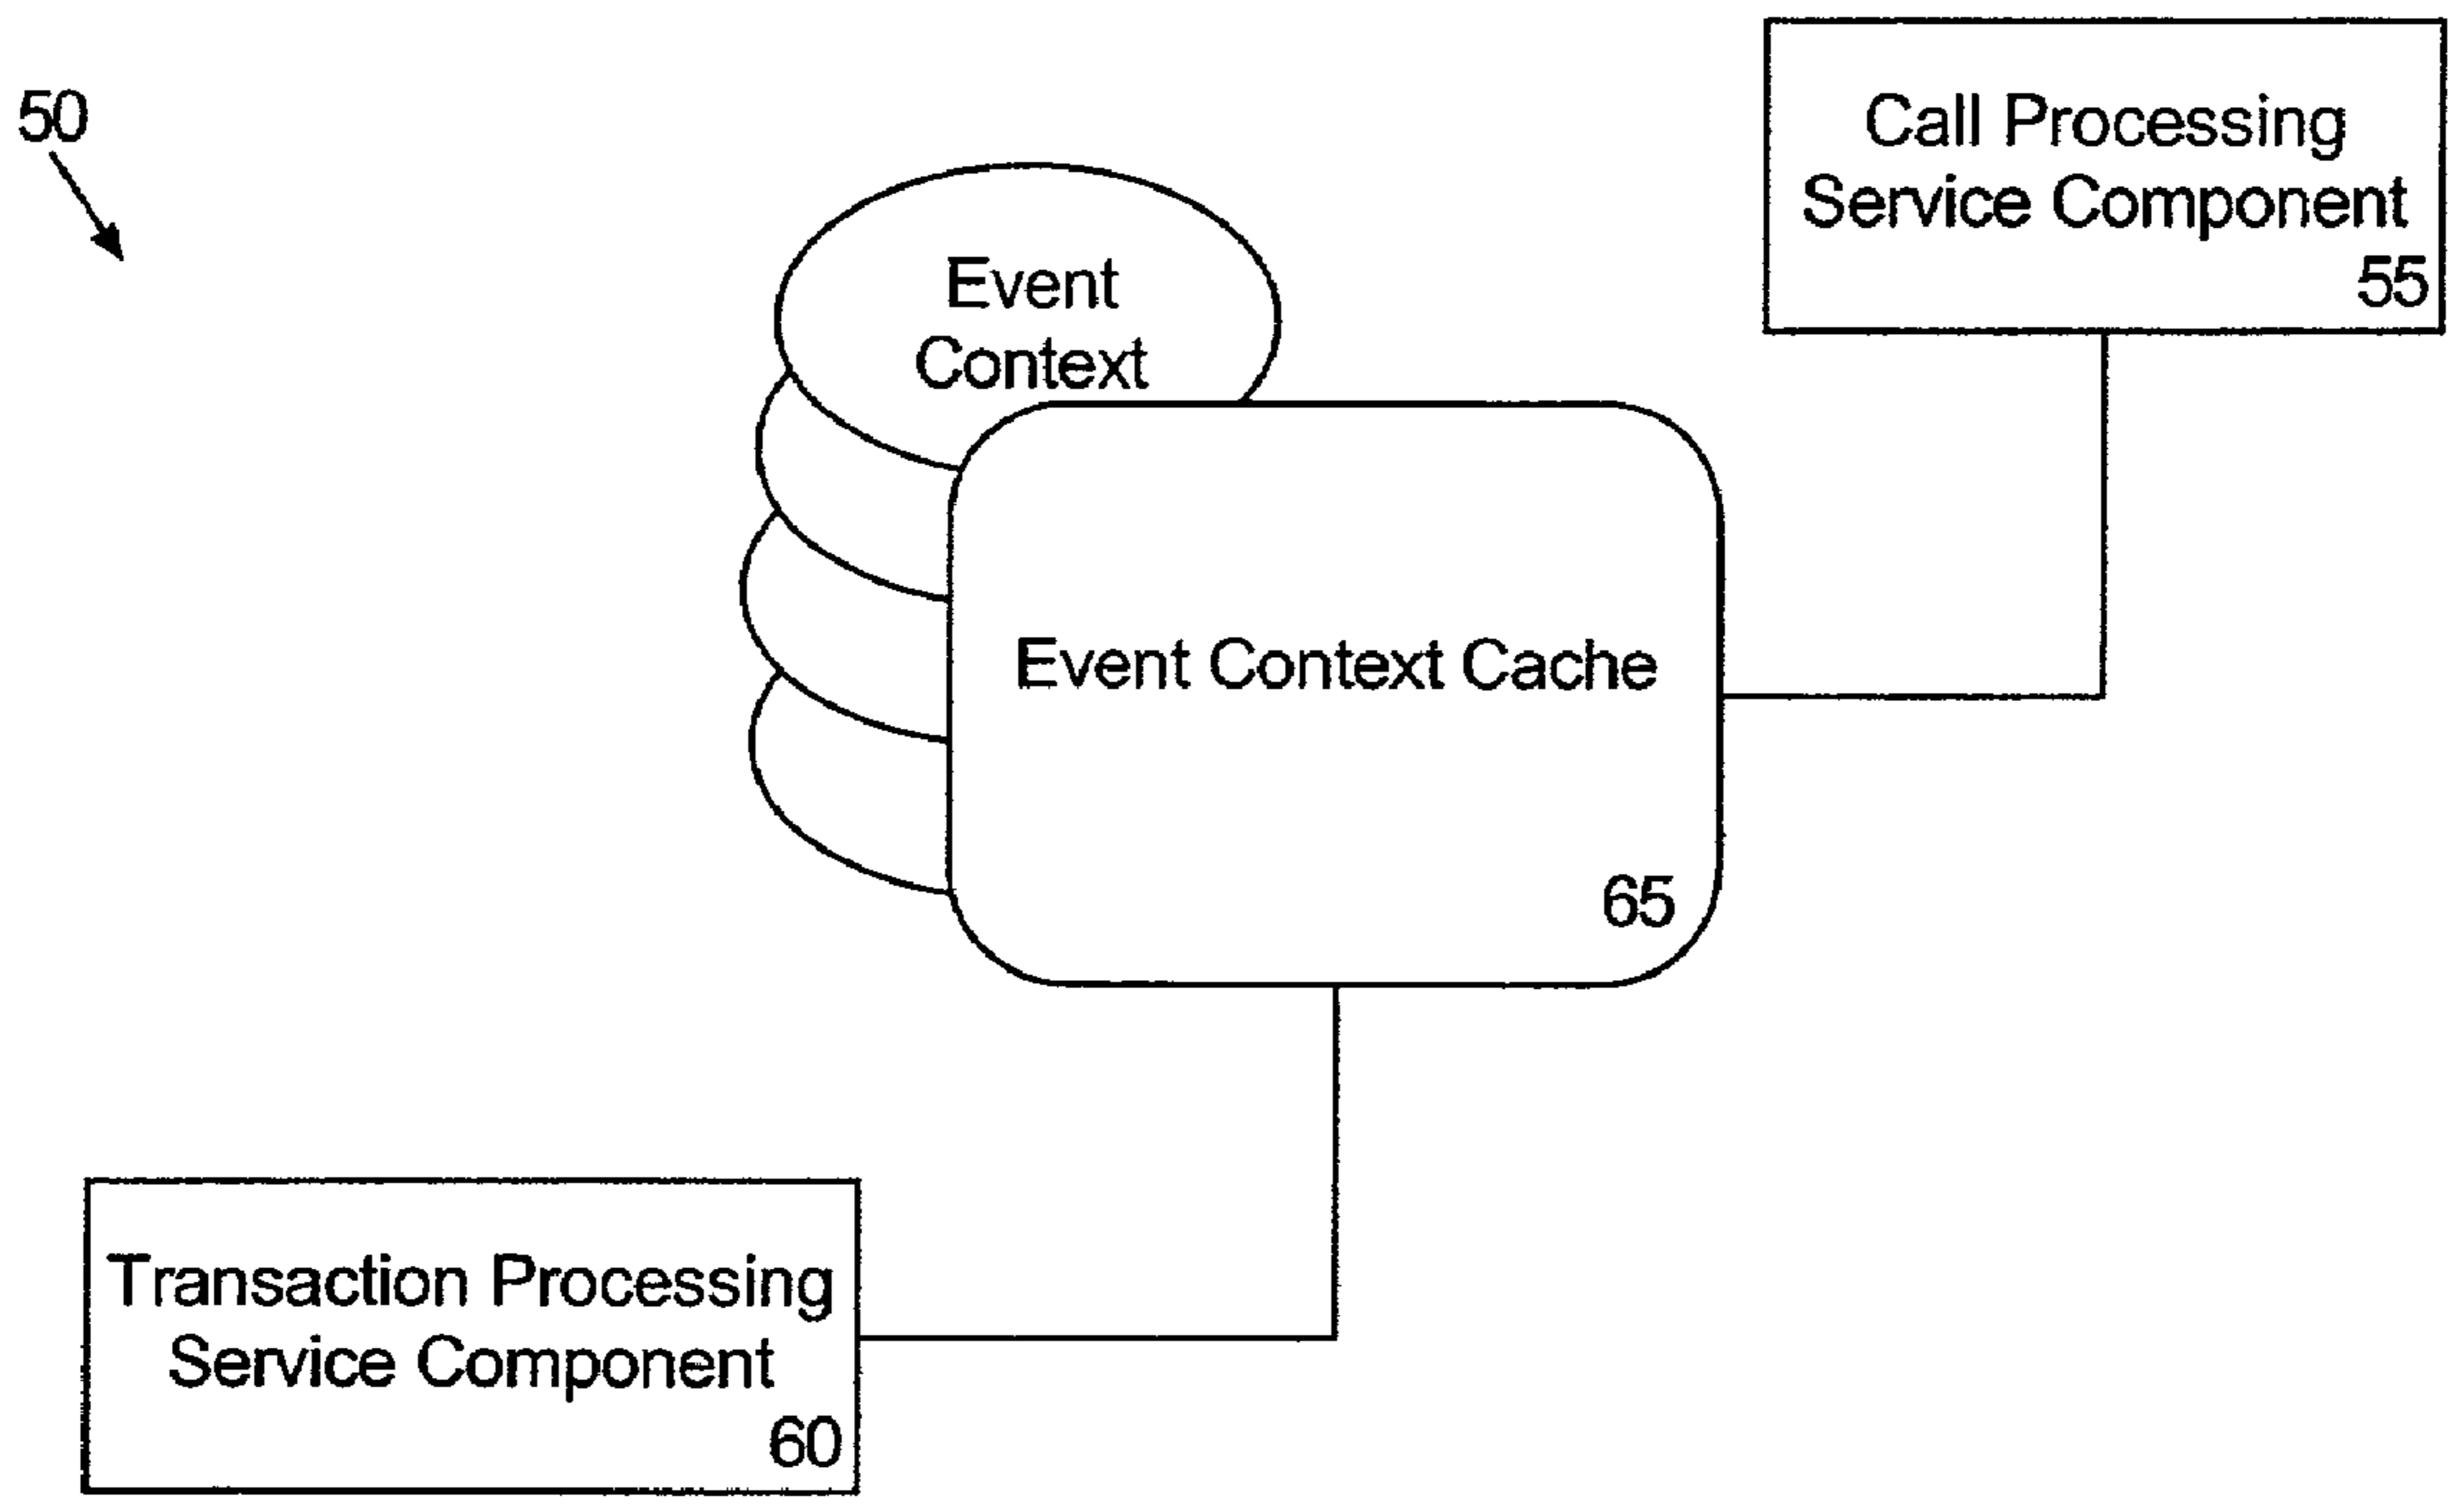 50
Call Processing
Service Component
55
Event
Context
Event Context Cache
65
Transaction Processing
Service Component
60